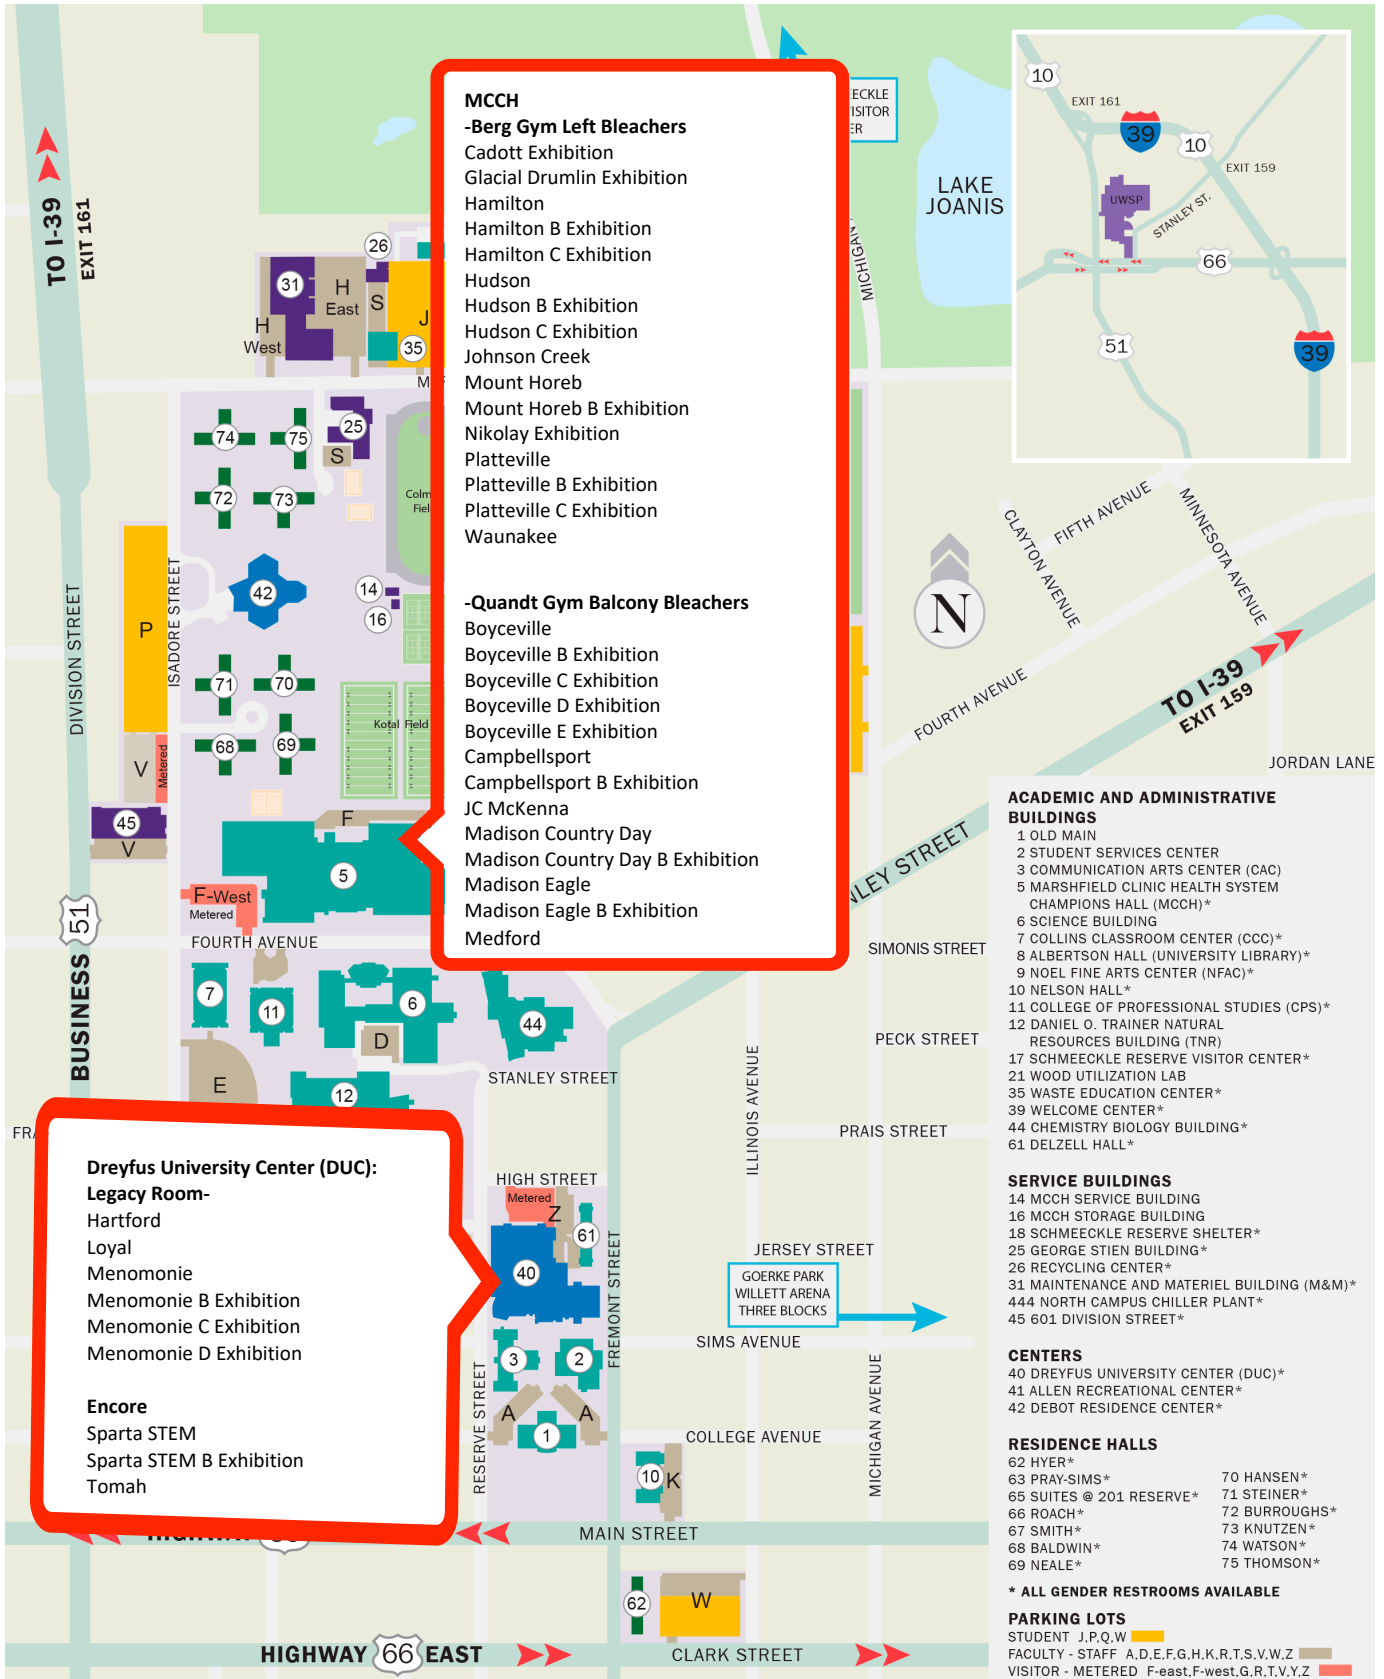 MCCH
-Berg Gym Left Bleachers
Cadott Exhibition
Glacial Drumlin Exhibition
Hamilton
Hamilton B Exhibition
Hamilton C Exhibition
Hudson
Hudson B Exhibition
Hudson C Exhibition
Johnson Creek
Mount Horeb
Mount Horeb B Exhibition
Nikolay Exhibition
Platteville
Platteville B Exhibition
Platteville C Exhibition
Waunakee
-Quandt Gym Balcony Bleachers
Boyceville
Boyceville B Exhibition
Boyceville C Exhibition
Boyceville D Exhibition
Boyceville E Exhibition
Campbellsport
Campbellsport B Exhibition
JC McKenna
Madison Country Day
Madison Country Day B Exhibition
Madison Eagle
Madison Eagle B Exhibition
Medford
Dreyfus University Center (DUC):
Legacy Room-
Hartford
Loyal
Menomonie
Menomonie B Exhibition
Menomonie C Exhibition
Menomonie D Exhibition
Encore
Sparta STEM
Sparta STEM B Exhibition
Tomah
TO I-39
EXIT 161
LAKE
JOANIS
10
EXIT 161
39
10
EXIT 159
UWSP
STANLEY ST.
66
51
39
26
31
H
East
S
J
H
West
35
25
S
74
75
72
73
42
14
16
P
71
70
68
69
Kotal Field
V
Metered
45
V
F
5
F-West
Metered
DIVISION STREET
ISADORE STREET
BUSINESS 51
FOURTH AVENUE
7
11
6
D
44
E
12
STANLEY STREET
HIGH STREET
Metered
Z
61
40
3
2
A
A
1
10
K
62
W
FREMONT STREET
RESERVE STREET
ILLINOIS AVENUE
MICHIGAN AVENUE
SIMONIS STREET
PECK STREET
PRAIS STREET
JERSEY STREET
GOERKE PARK
WILLETT ARENA
THREE BLOCKS
SIMS AVENUE
COLLEGE AVENUE
MAIN STREET
HIGHWAY 66 EAST
CLARK STREET
N
CLAYTON AVENUE
FIFTH AVENUE
MINNESOTA AVENUE
FOURTH AVENUE
TO I-39
EXIT 159
JORDAN LANE
ACADEMIC AND ADMINISTRATIVE
BUILDINGS
1 OLD MAIN
2 STUDENT SERVICES CENTER
3 COMMUNICATION ARTS CENTER (CAC)
5 MARSHFIELD CLINIC HEALTH SYSTEM
CHAMPIONS HALL (MCCH)*
6 SCIENCE BUILDING
7 COLLINS CLASSROOM CENTER (CCC)*
8 ALBERTSON HALL (UNIVERSITY LIBRARY)*
9 NOEL FINE ARTS CENTER (NFAC)*
10 NELSON HALL*
11 COLLEGE OF PROFESSIONAL STUDIES (CPS)*
12 DANIEL O. TRAINER NATURAL
RESOURCES BUILDING (TNR)
17 SCHMEECKLE RESERVE VISITOR CENTER*
21 WOOD UTILIZATION LAB
35 WASTE EDUCATION CENTER*
39 WELCOME CENTER*
44 CHEMISTRY BIOLOGY BUILDING*
61 DELZELL HALL*
SERVICE BUILDINGS
14 MCCH SERVICE BUILDING
16 MCCH STORAGE BUILDING
18 SCHMEECKLE RESERVE SHELTER*
25 GEORGE STIEN BUILDING*
26 RECYCLING CENTER*
31 MAINTENANCE AND MATERIEL BUILDING (M&M)*
444 NORTH CAMPUS CHILLER PLANT*
45 601 DIVISION STREET*
CENTERS
40 DREYFUS UNIVERSITY CENTER (DUC)*
41 ALLEN RECREATIONAL CENTER*
42 DEBOT RESIDENCE CENTER*
RESIDENCE HALLS
62 HYER*
63 PRAY-SIMS*
65 SUITES @ 201 RESERVE*
66 ROACH*
67 SMITH*
68 BALDWIN*
69 NEALE*
70 HANSEN*
71 STEINER*
72 BURROUGHS*
73 KNUTZEN*
74 WATSON*
75 THOMSON*
* ALL GENDER RESTROOMS AVAILABLE
PARKING LOTS
STUDENT J,P,Q,W
FACULTY - STAFF A,D,E,F,G,H,K,R,T,S,V,W,Z
VISITOR - METERED F-east,F-west,G,R,T,V,Y,Z